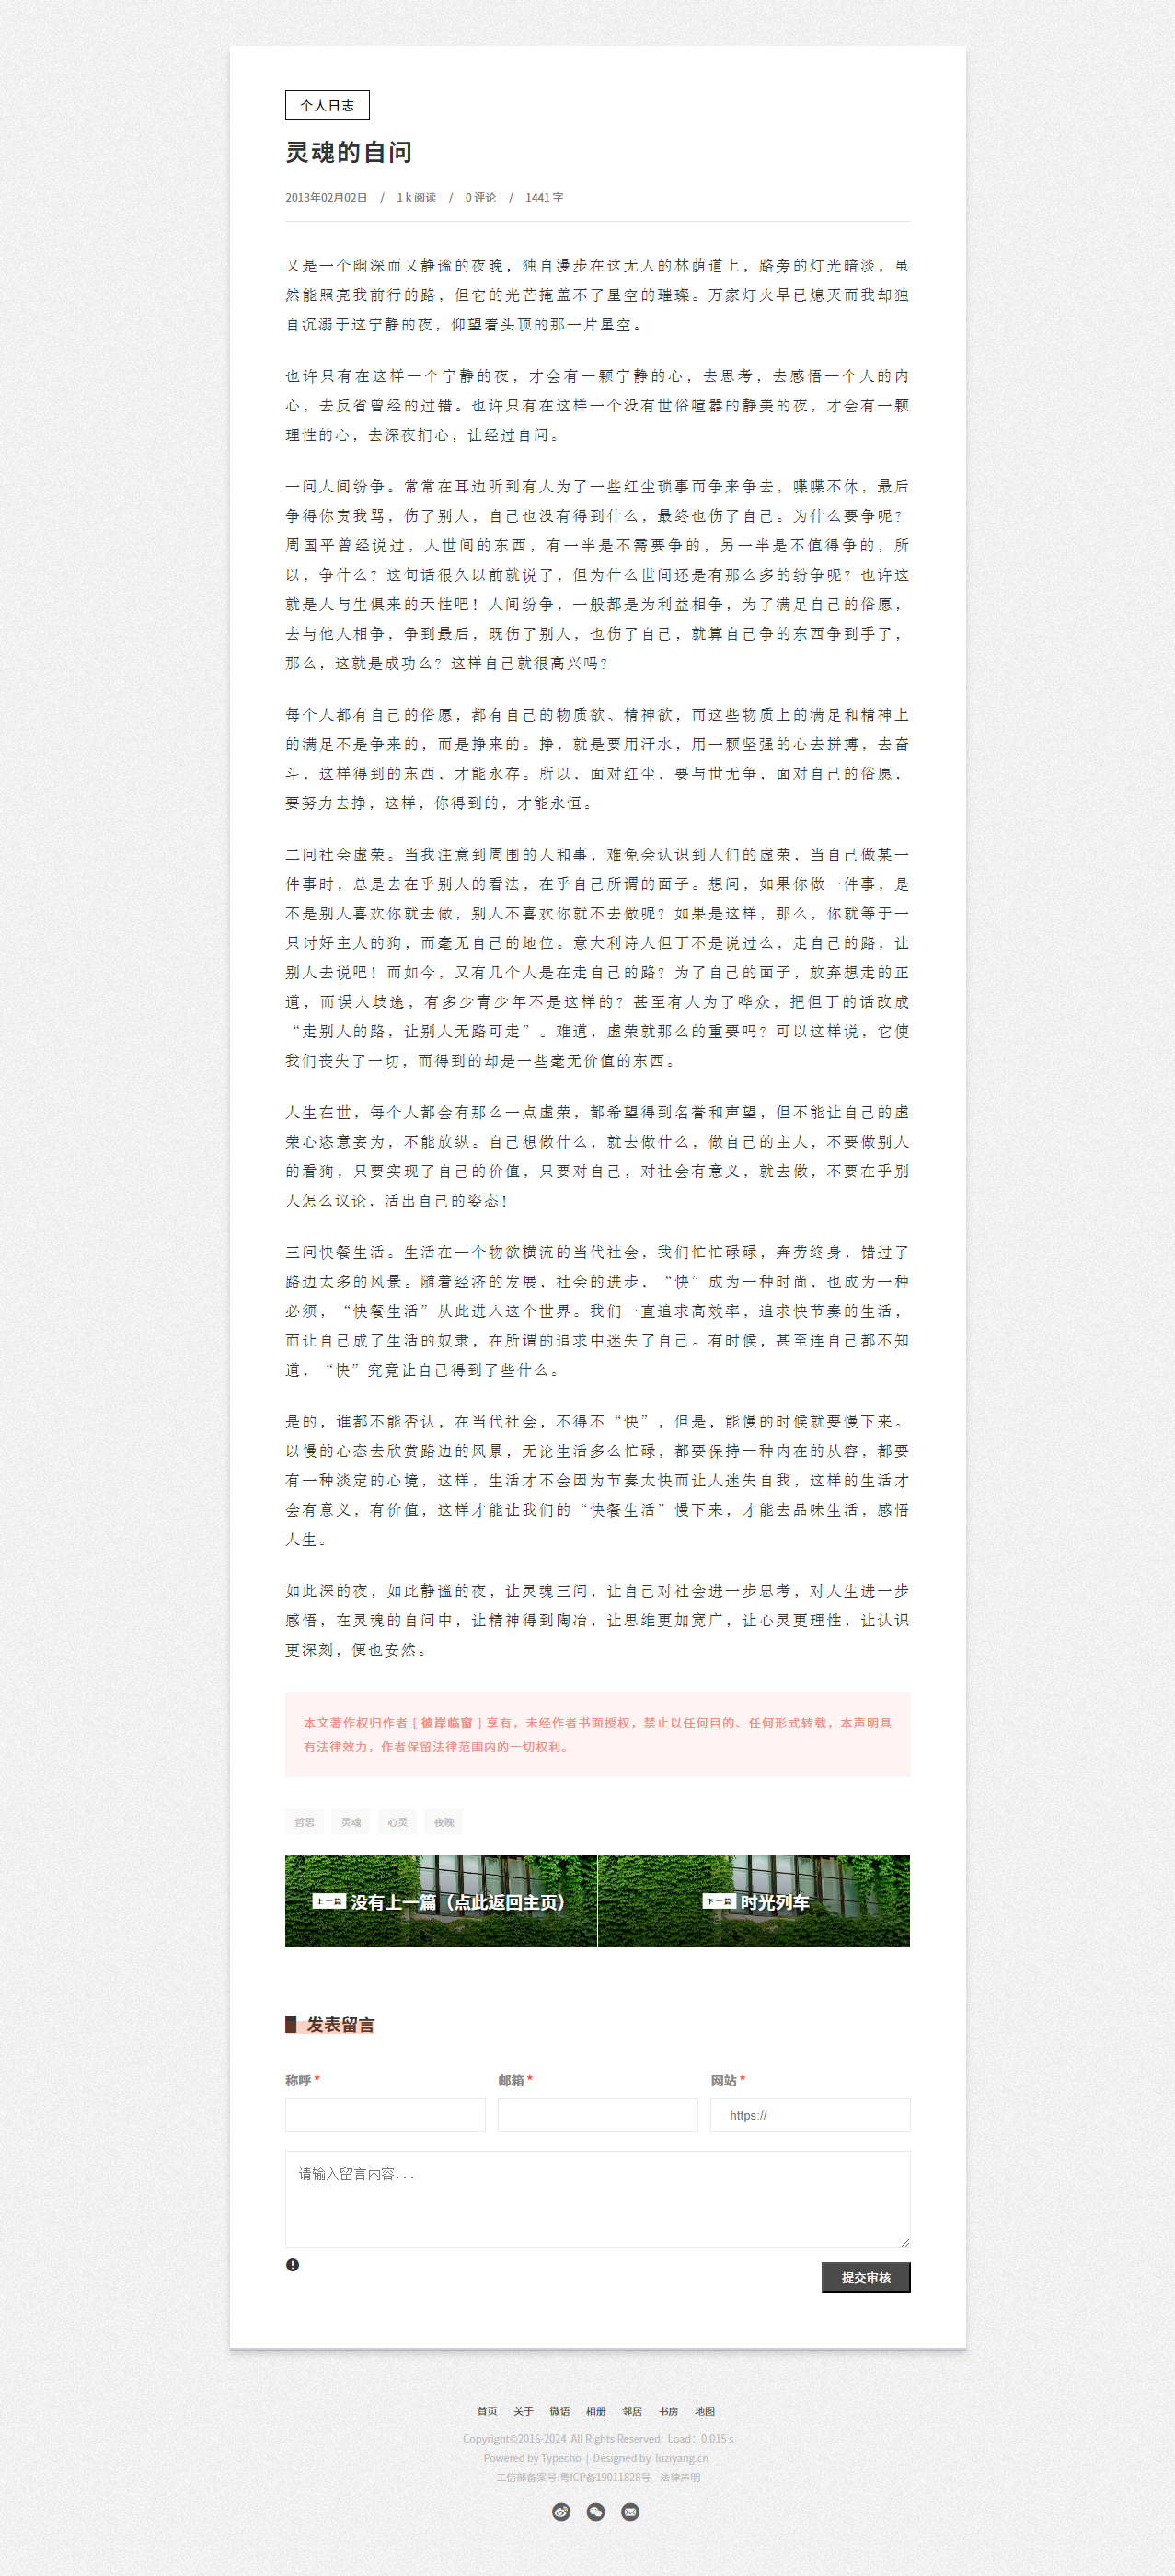 个人日志
灵魂的自问
2013年02月02日 / 1 k 阅读 / 0 评论 / 1441 字
又是一个幽深而又静谧的夜晚，独自漫步在这无人的林荫道上，路旁的灯光暗淡，虽
然能照亮我前行的路，但它的光芒掩盖不了星空的璀璨。万家灯火早已熄灭而我却独
自沉溺于这宁静的夜，仰望着头顶的那一片星空。
也许只有在这样一个宁静的夜，才会有一颗宁静的心，去思考，去感悟一个人的内
心，去反省曾经的过错。也许只有在这样一个没有世俗喧嚣的静美的夜，才会有一颗
理性的心，去深夜扪心，让经过自问。
一问人间纷争。常常在耳边听到有人为了一些红尘琐事而争来争去，喋喋不休，最后
争得你责我骂，伤了别人，自己也没有得到什么，最终也伤了自己。为什么要争呢？
周国平曾经说过，人世间的东西，有一半是不需要争的，另一半是不值得争的，所
以，争什么？这句话很久以前就说了，但为什么世间还是有那么多的纷争呢？也许这
就是人与生俱来的天性吧！人间纷争，一般都是为利益相争，为了满足自己的俗愿，
去与他人相争，争到最后，既伤了别人，也伤了自己，就算自己争的东西争到手了，
那么，这就是成功么？这样自己就很高兴吗？
每个人都有自己的俗愿，都有自己的物质欲、精神欲，而这些物质上的满足和精神上
的满足不是争来的，而是挣来的。挣，就是要用汗水，用一颗坚强的心去拼搏，去奋
斗，这样得到的东西，才能永存。所以，面对红尘，要与世无争，面对自己的俗愿，
要努力去挣，这样，你得到的，才能永恒。
二问社会虚荣。当我注意到周围的人和事，难免会认识到人们的虚荣，当自己做某一
件事时，总是去在乎别人的看法，在乎自己所谓的面子。想问，如果你做一件事，是
不是别人喜欢你就去做，别人不喜欢你就不去做呢？如果是这样，那么，你就等于一
只讨好主人的狗，而毫无自己的地位。意大利诗人但丁不是说过么，走自己的路，让
别人去说吧！而如今，又有几个人是在走自己的路？为了自己的面子，放弃想走的正
道，而误入歧途，有多少青少年不是这样的？甚至有人为了哗众，把但丁的话改成
“走别人的路，让别人无路可走”。难道，虚荣就那么的重要吗？可以这样说，它使
我们丧失了一切，而得到的却是一些毫无价值的东西。
人生在世，每个人都会有那么一点虚荣，都希望得到名誉和声望，但不能让自己的虚
荣心恣意妄为，不能放纵。自己想做什么，就去做什么，做自己的主人，不要做别人
的看狗，只要实现了自己的价值，只要对自己，对社会有意义，就去做，不要在乎别
人怎么议论，活出自己的姿态！
三问快餐生活。生活在一个物欲横流的当代社会，我们忙忙碌碌，奔劳终身，错过了
路边太多的风景。随着经济的发展，社会的进步，“快”成为一种时尚，也成为一种
必须，“快餐生活”从此进入这个世界。我们一直追求高效率，追求快节奏的生活，
而让自己成了生活的奴隶，在所谓的追求中迷失了自己。有时候，甚至连自己都不知
道，“快”究竟让自己得到了些什么。
是的，谁都不能否认，在当代社会，不得不“快”，但是，能慢的时候就要慢下来。
以慢的心态去欣赏路边的风景，无论生活多么忙碌，都要保持一种内在的从容，都要
有一种淡定的心境，这样，生活才不会因为节奏太快而让人迷失自我，这样的生活才
会有意义，有价值，这样才能让我们的“快餐生活”慢下来，才能去品味生活，感悟
人生。
如此深的夜，如此静谧的夜，让灵魂三问，让自己对社会进一步思考，对人生进一步
感悟，在灵魂的自问中，让精神得到陶冶，让思维更加宽广，让心灵更理性，让认识
更深刻，便也安然。
本文著作权归作者 [ 彼岸临窗 ] 享有，未经作者书面授权，禁止以任何目的、任何形式转载，本声明具
有法律效力，作者保留法律范围内的一切权利。
哲思 灵魂 心灵 夜晚
上一篇 没有上一篇（点此返回主页）
下一篇 时光列车
发表留言
称呼 * 邮箱 * 网站 *
https://
请输入留言内容...
提交审核
首页 关于 微语 相册 邻居 书房 地图
Copyright©2016-2024 All Rights Reserved. Load：0.015 s
Powered by Typecho | Designed by luziyang.cn
工信部备案号:粤ICP备19011828号 法律声明